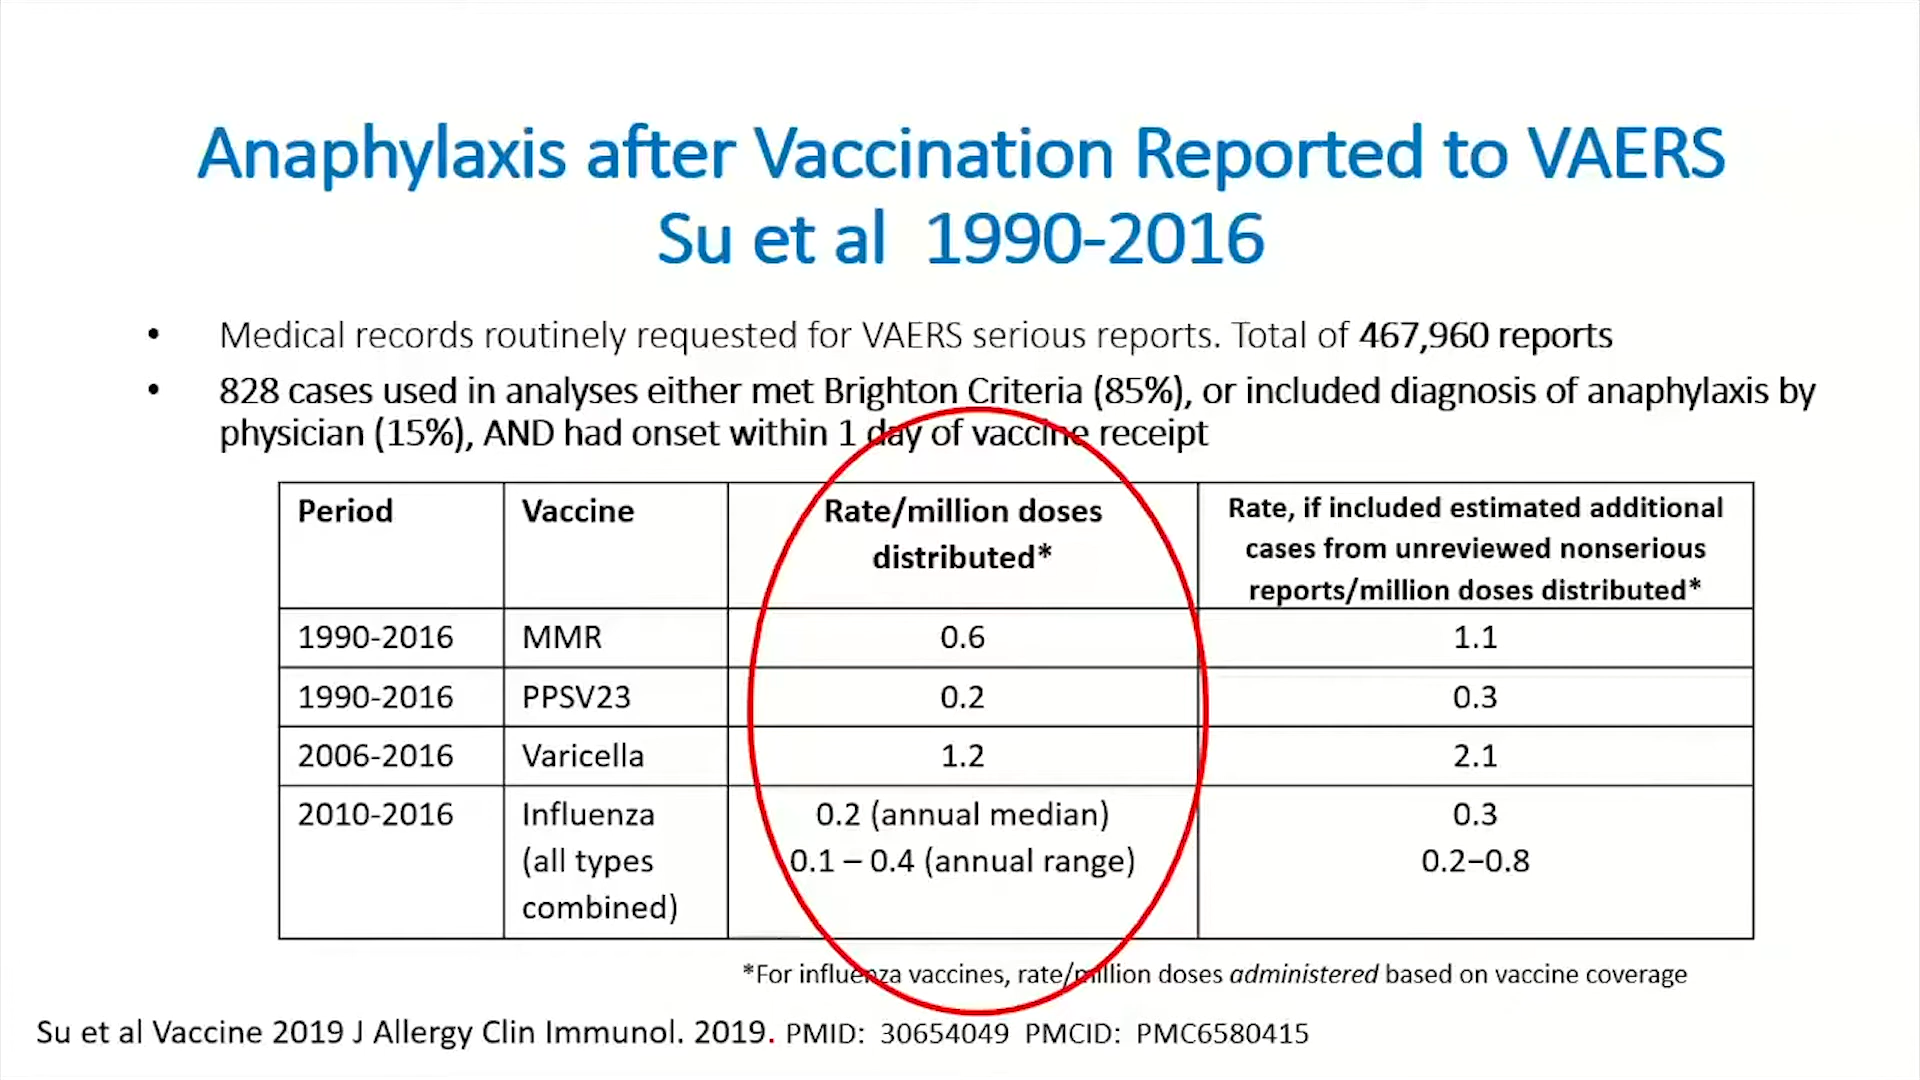 Anaphylaxis after Vaccination Reported to VAERS
Su et al 1990-2016
• Medical records routinely requested for VAERS serious reports. Total of 467,960 reports
• 828 cases used in analyses either met Brighton Criteria (85%), or included diagnosis of anaphylaxis by
physician (15%), AND had onset within 1 day of vaccine receipt
Period Vaccine Rate/million doses distributed* Rate, if included estimated additional cases from unreviewed nonserious reports/million doses distributed*
1990-2016 MMR 0.6 1.1
1990-2016 PPSV23 0.2 0.3
2006-2016 Varicella 1.2 2.1
2010-2016 Influenza 0.2 (annual median) 0.3
(all types 0.1 – 0.4 (annual range) 0.2–0.8
combined)
*For influenza vaccines, rate/million doses administered based on vaccine coverage
Su et al Vaccine 2019 J Allergy Clin Immunol. 2019. PMID: 30654049 PMCID: PMC6580415